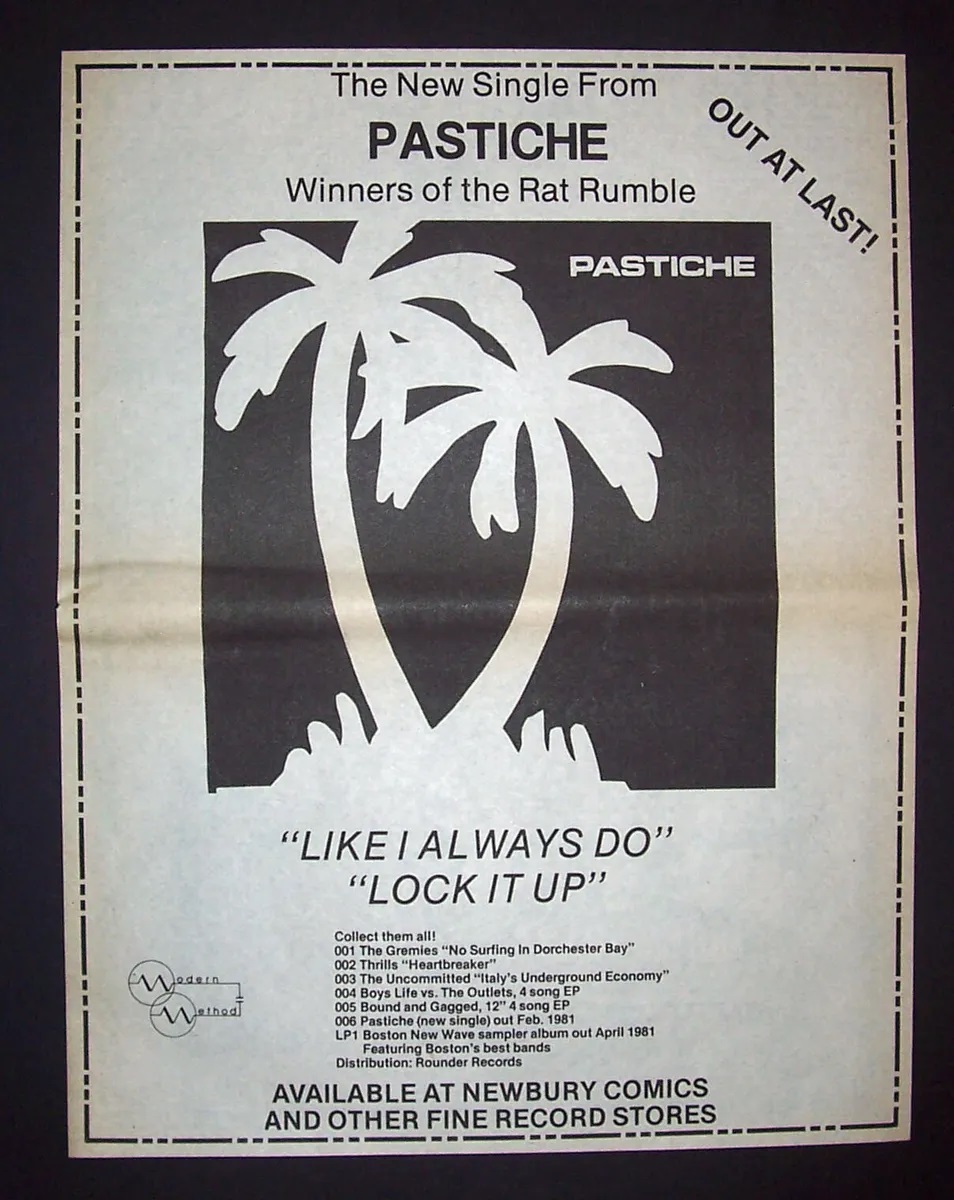 The New Single From
PASTICHE
Winners of the Rat Rumble
OUT AT LAST!
PASTICHE
"LIKE I ALWAYS DO"
"LOCK IT UP"
Collect them all!
001 The Gremies "No Surfing In Dorchester Bay"
002 Thrills "Heartbreaker"
003 The Uncommitted "Italy's Underground Economy"
004 Boys Life vs. The Outlets, 4 song EP
005 Bound and Gagged, 12" 4 song EP
006 Pastiche (new single) out Feb. 1981
LP1 Boston New Wave sampler album out April 1981
Featuring Boston's best bands
Distribution: Rounder Records
Modern
Method
AVAILABLE AT NEWBURY COMICS
AND OTHER FINE RECORD STORES